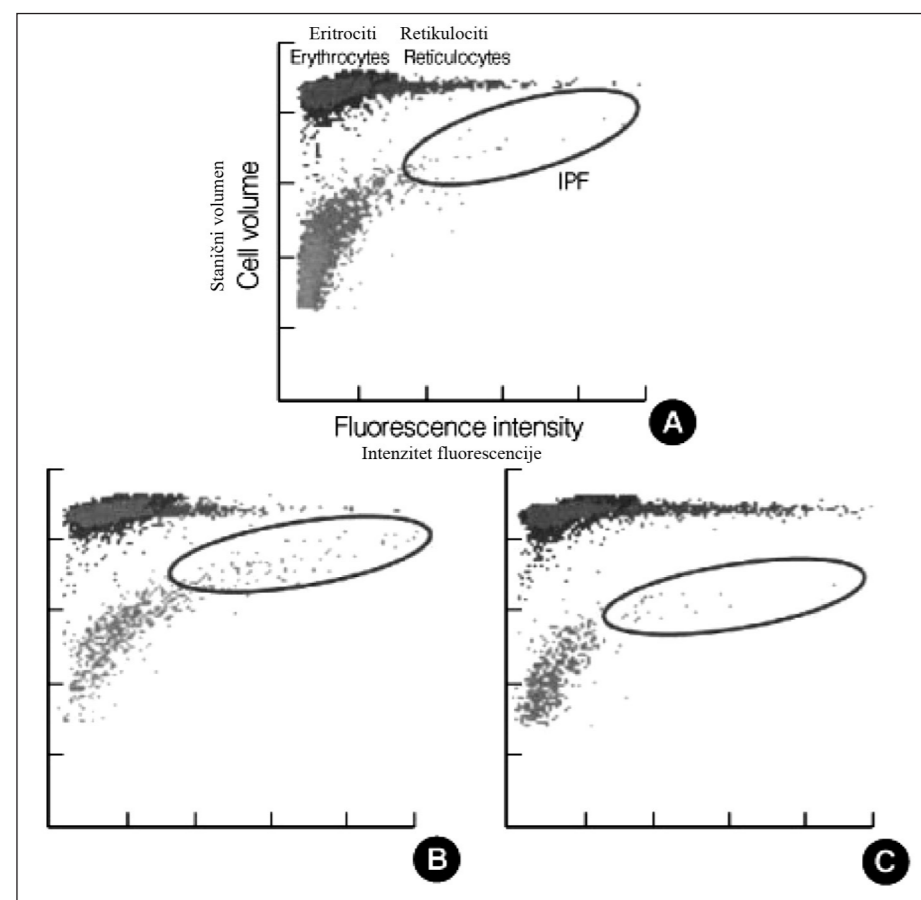 Eritrociti Retikulociti
Erythrocytes Reticulocytes
Stanični volumen
Cell volume
IPF
Fluorescence intensity
A
Intenzitet fluorescencije
B
C